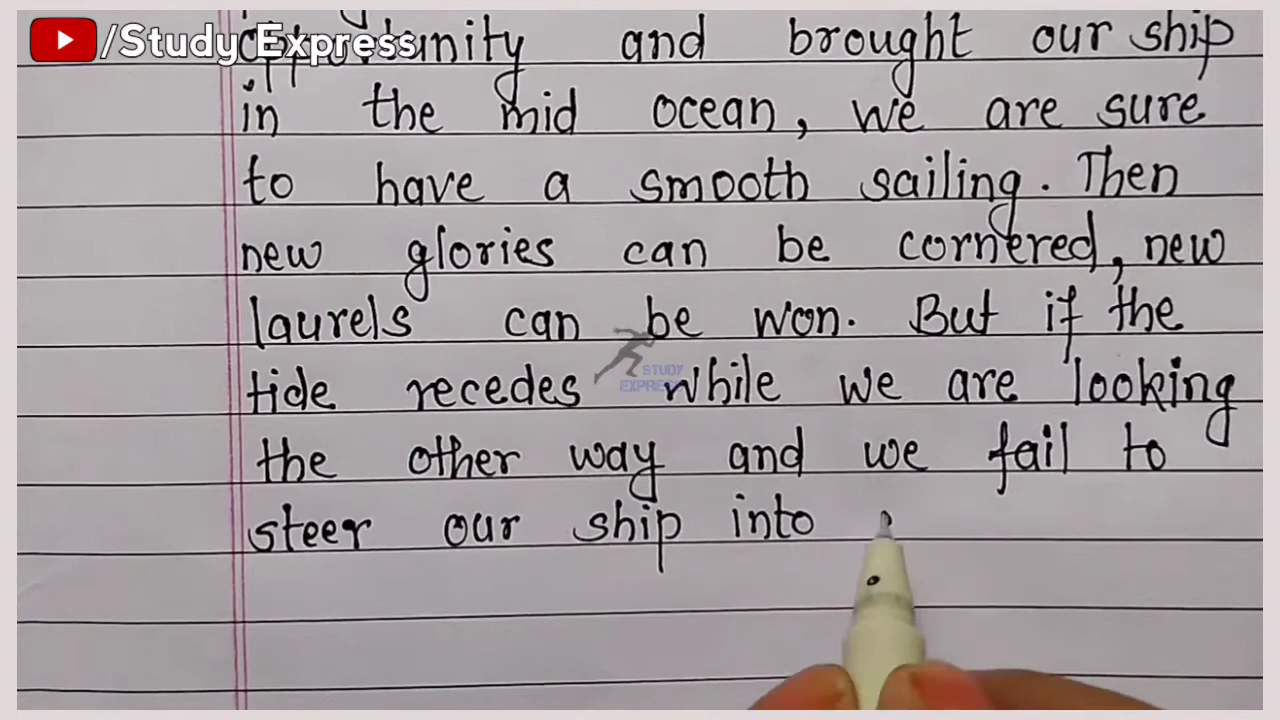 /Study Express
opportunity and brought our ship
in the mid ocean, we are sure
to have a smooth sailing. Then
new glories can be cornered, new
laurels can be won. But if the
STUDY
EXPRESS
tide recedes while we are looking
the other way and we fail to
steer our ship into